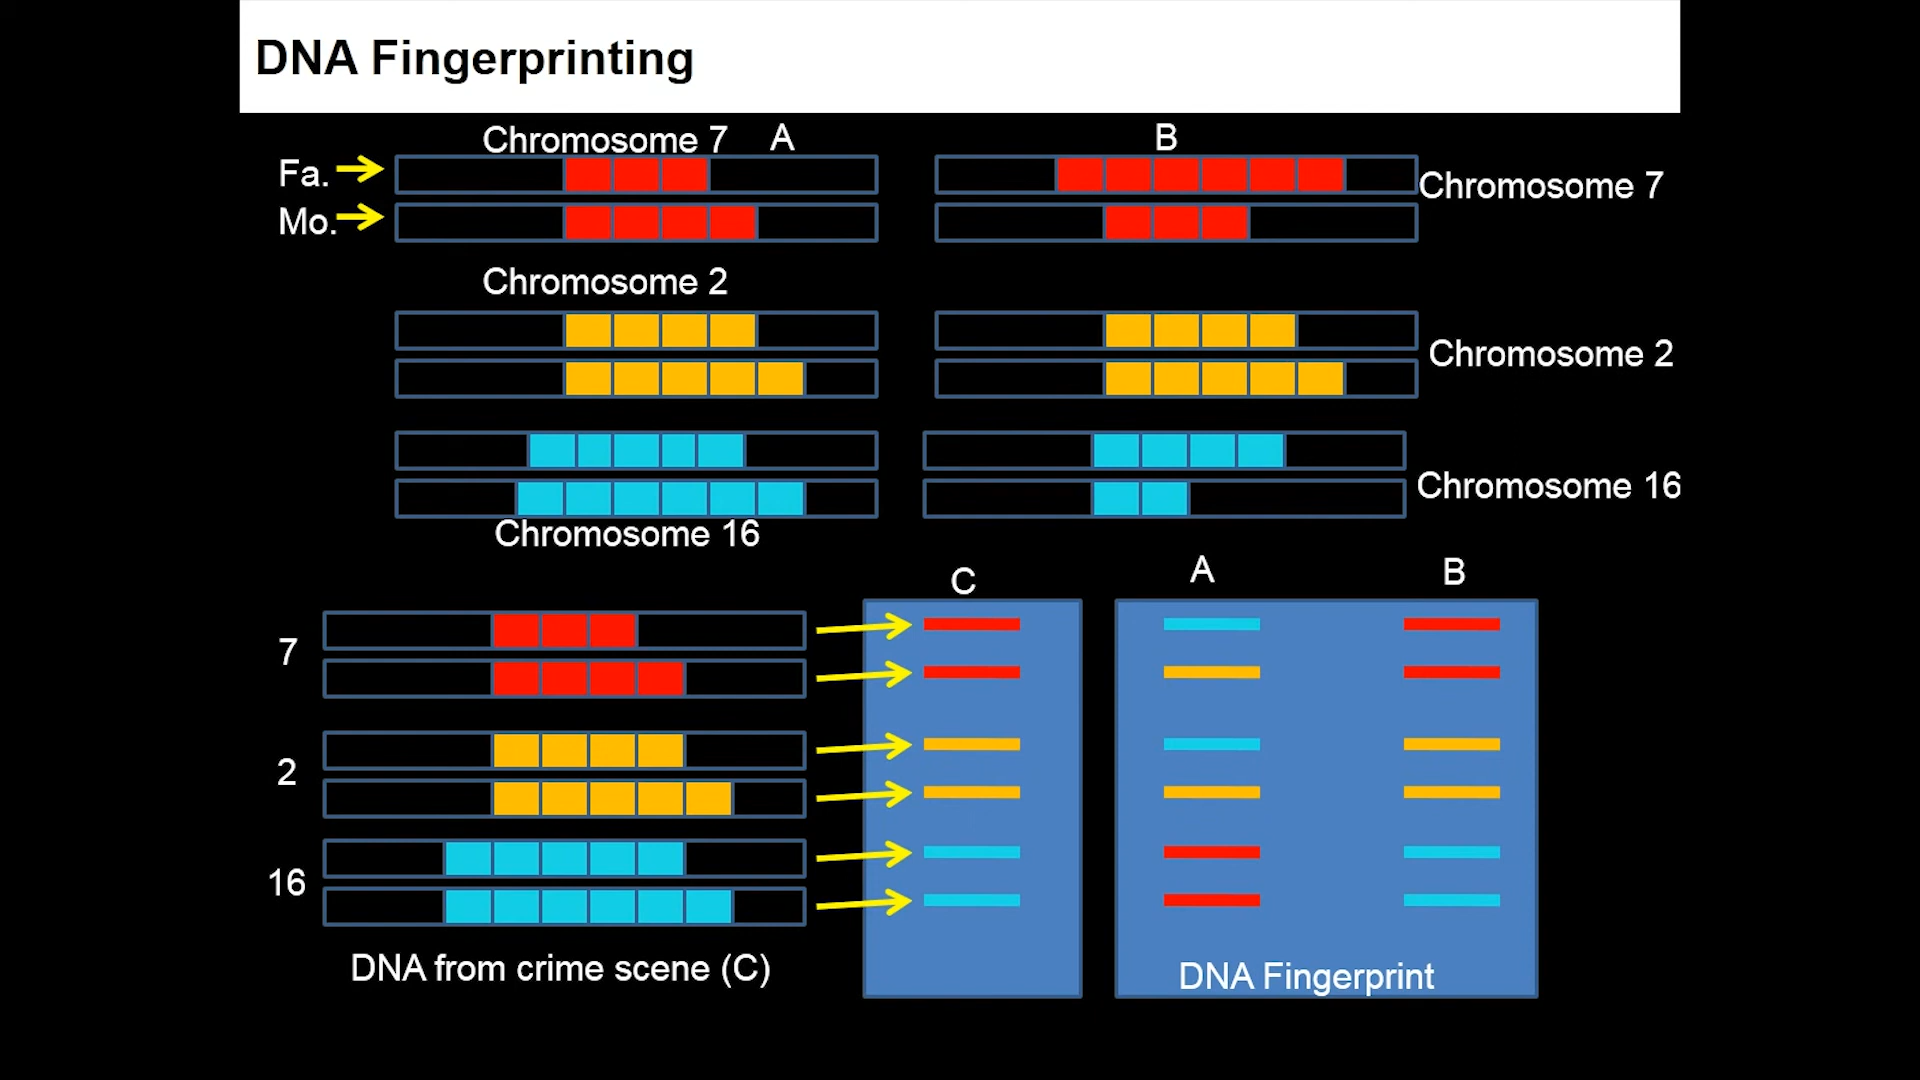 DNA Fingerprinting
Chromosome 7
A
B
Fa.
Mo.
Chromosome 7
Chromosome 2
Chromosome 2
Chromosome 16
Chromosome 16
C
A
B
7
2
16
DNA from crime scene (C)
DNA Fingerprint